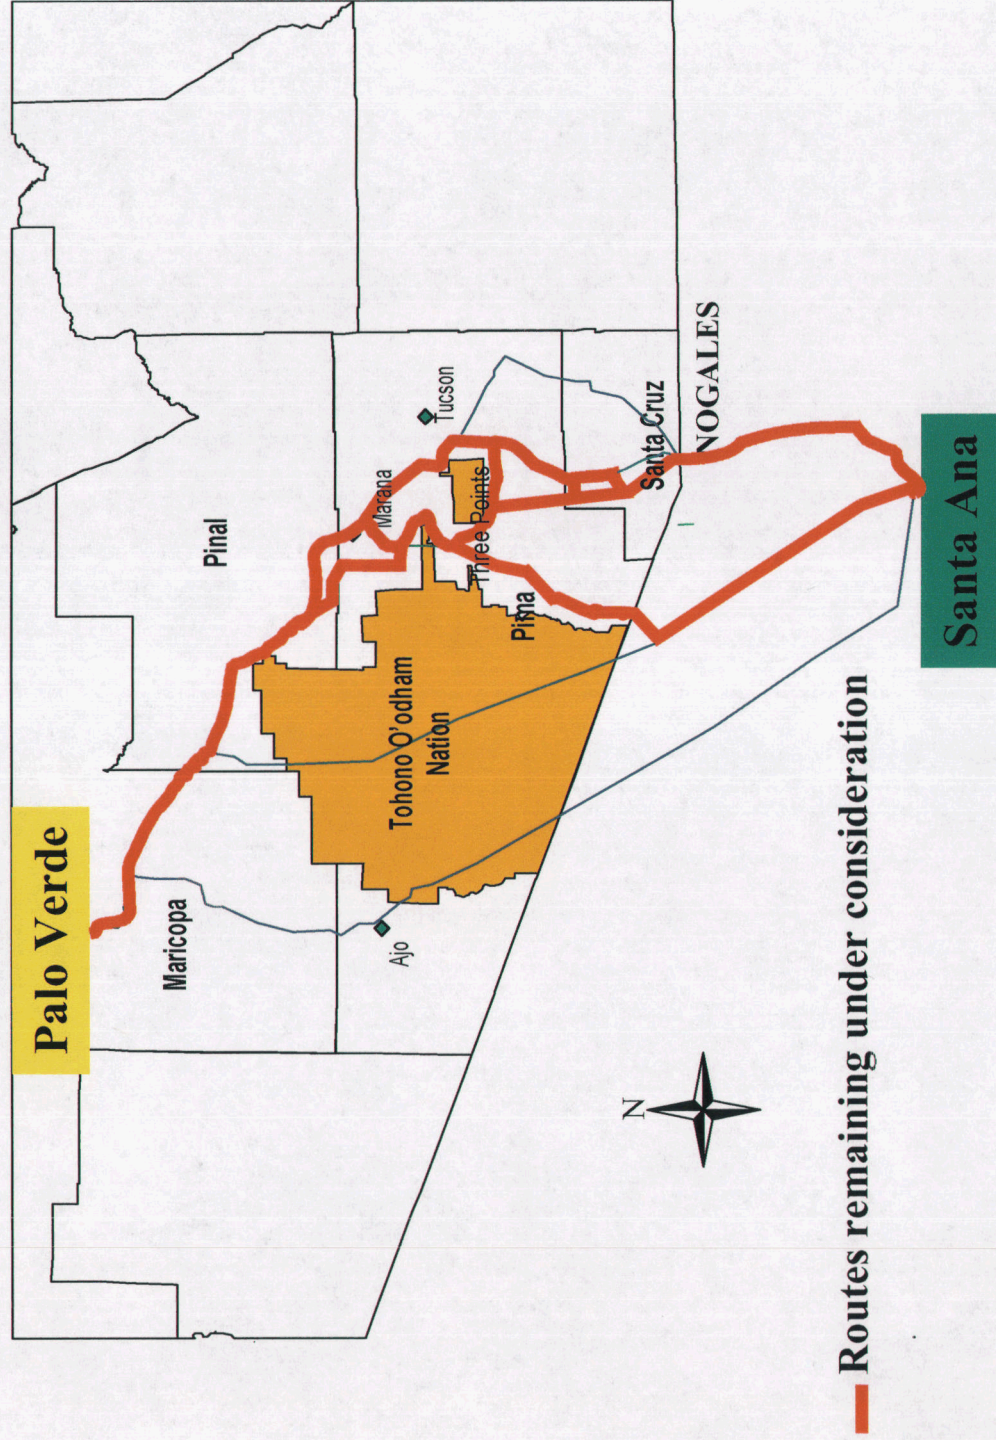 Palo Verde
Maricopa
Pinal
Ajo
Tohono O'odham
Nation
Marana
Tucson
Three Points
Pima
Santa Cruz
NOGALES
N
Santa Ana
Routes remaining under consideration